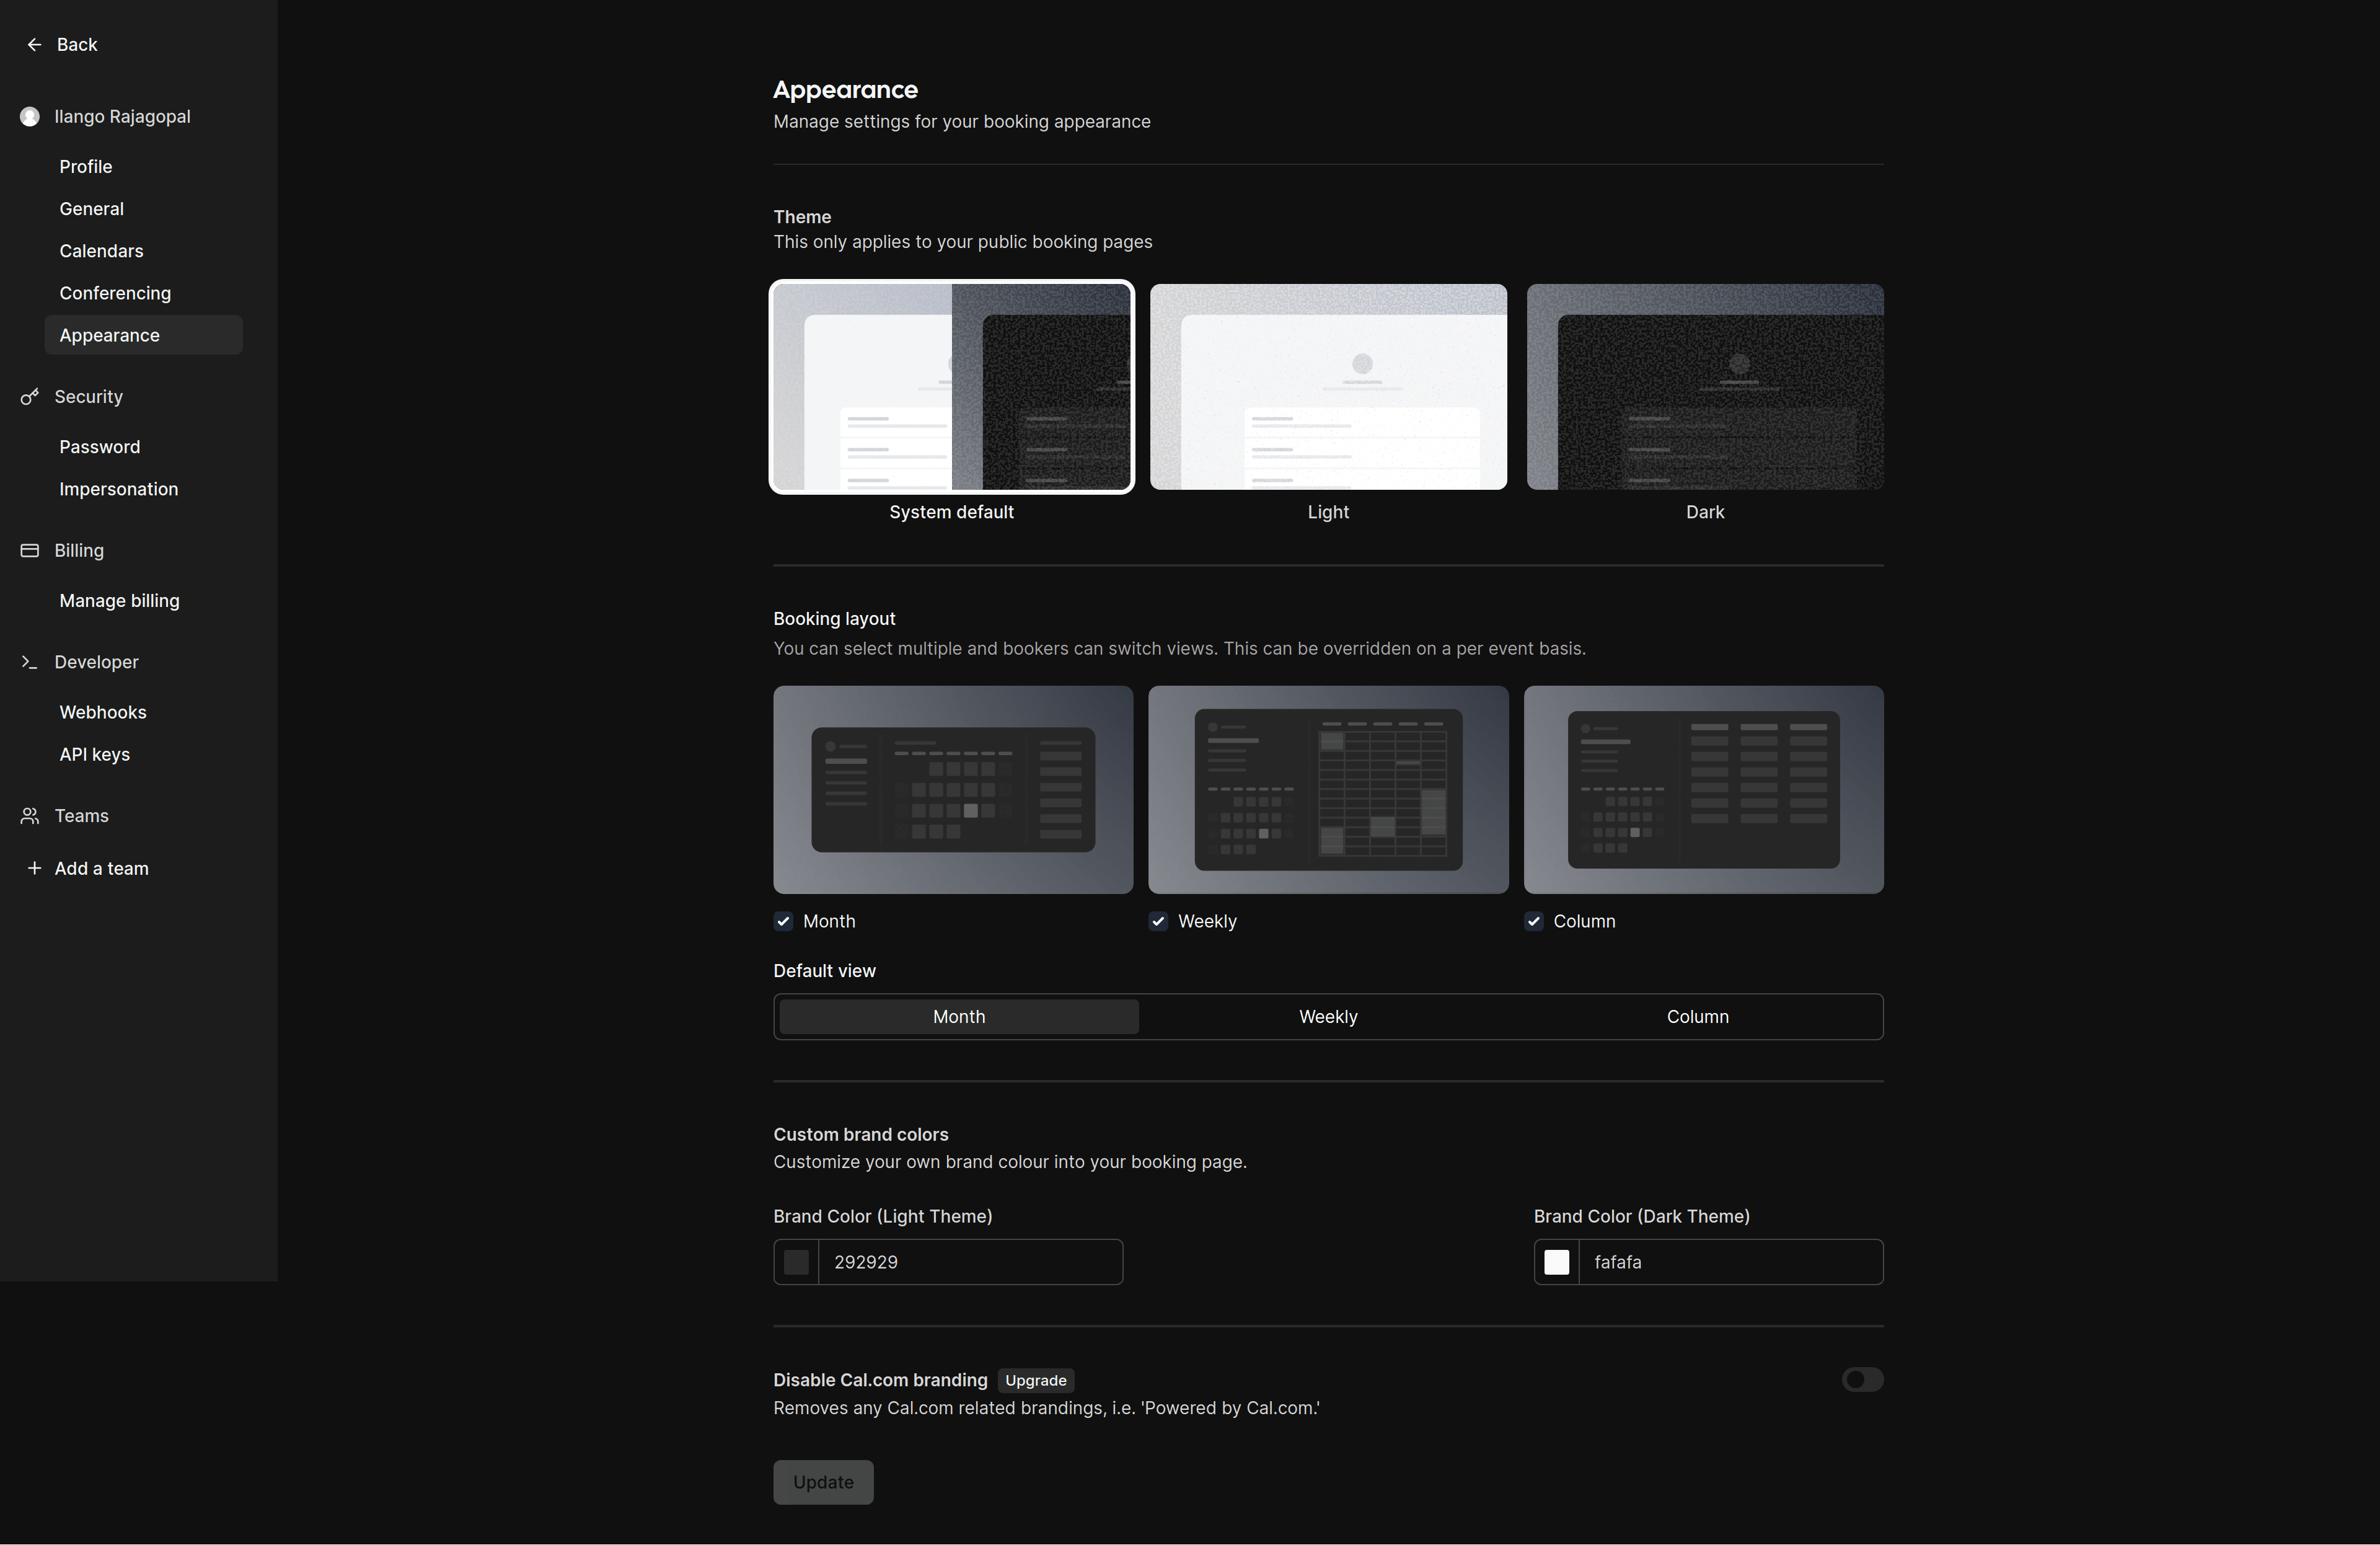 Back
Ilango Rajagopal
Profile
General
Calendars
Conferencing
Appearance
Security
Password
Impersonation
Billing
Manage billing
Developer
Webhooks
API keys
Teams
Add a team
Appearance
Manage settings for your booking appearance
Theme
This only applies to your public booking pages
System default
Light
Dark
Booking layout
You can select multiple and bookers can switch views. This can be overridden on a per event basis.
Month
Weekly
Column
Default view
Month
Weekly
Column
Custom brand colors
Customize your own brand colour into your booking page.
Brand Color (Light Theme)
292929
Brand Color (Dark Theme)
fafafa
Disable Cal.com branding Upgrade
Removes any Cal.com related brandings, i.e. 'Powered by Cal.com.'
Update